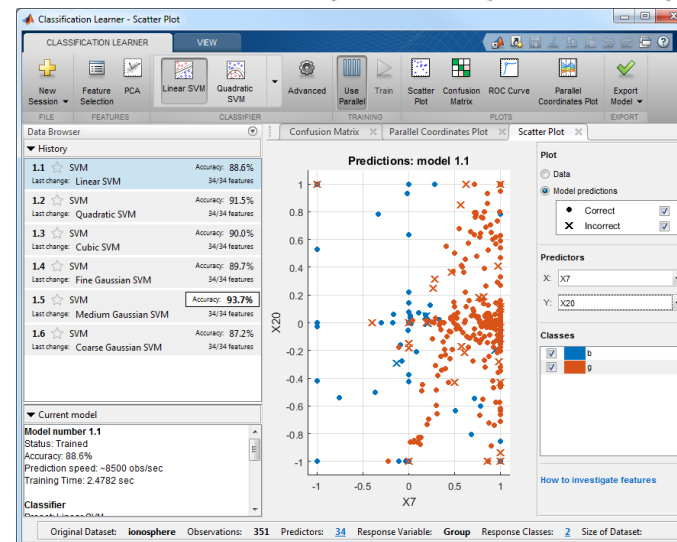 Classification Learner - Scatter Plot
CLASSIFICATION LEARNER VIEW
New Session
Feature Selection
PCA
Linear SVM
Quadratic SVM
Advanced
Use Parallel
Train
Scatter Plot
Confusion Matrix
ROC Curve
Parallel Coordinates Plot
Export Model
FILE FEATURES CLASSIFIER TRAINING PLOTS EXPORT
Data Browser
History
1.1 SVM Accuracy: 88.6%
Last change: Linear SVM 34/34 features
1.2 SVM Accuracy: 91.5%
Last change: Quadratic SVM 34/34 features
1.3 SVM Accuracy: 90.0%
Last change: Cubic SVM 34/34 features
1.4 SVM Accuracy: 89.7%
Last change: Fine Gaussian SVM 34/34 features
1.5 SVM Accuracy: 93.7%
Last change: Medium Gaussian SVM 34/34 features
1.6 SVM Accuracy: 87.2%
Last change: Coarse Gaussian SVM 34/34 features
Current model
Model number 1.1
Status: Trained
Accuracy: 88.6%
Prediction speed: ~8500 obs/sec
Training Time: 2.4782 sec
Classifier
Confusion Matrix Parallel Coordinates Plot Scatter Plot
Predictions: model 1.1
1
0.8
0.6
0.4
0.2
0
-0.2
-0.4
-0.6
-0.8
-1
X20
-1 -0.5 0 0.5 1
X7
Plot
Data
Model predictions
Correct
Incorrect
Predictors
X: X7
Y: X20
Classes
b
g
How to investigate features
Original Dataset: ionosphere Observations: 351 Predictors: 34 Response Variable: Group Response Classes: 2 Size of Dataset: